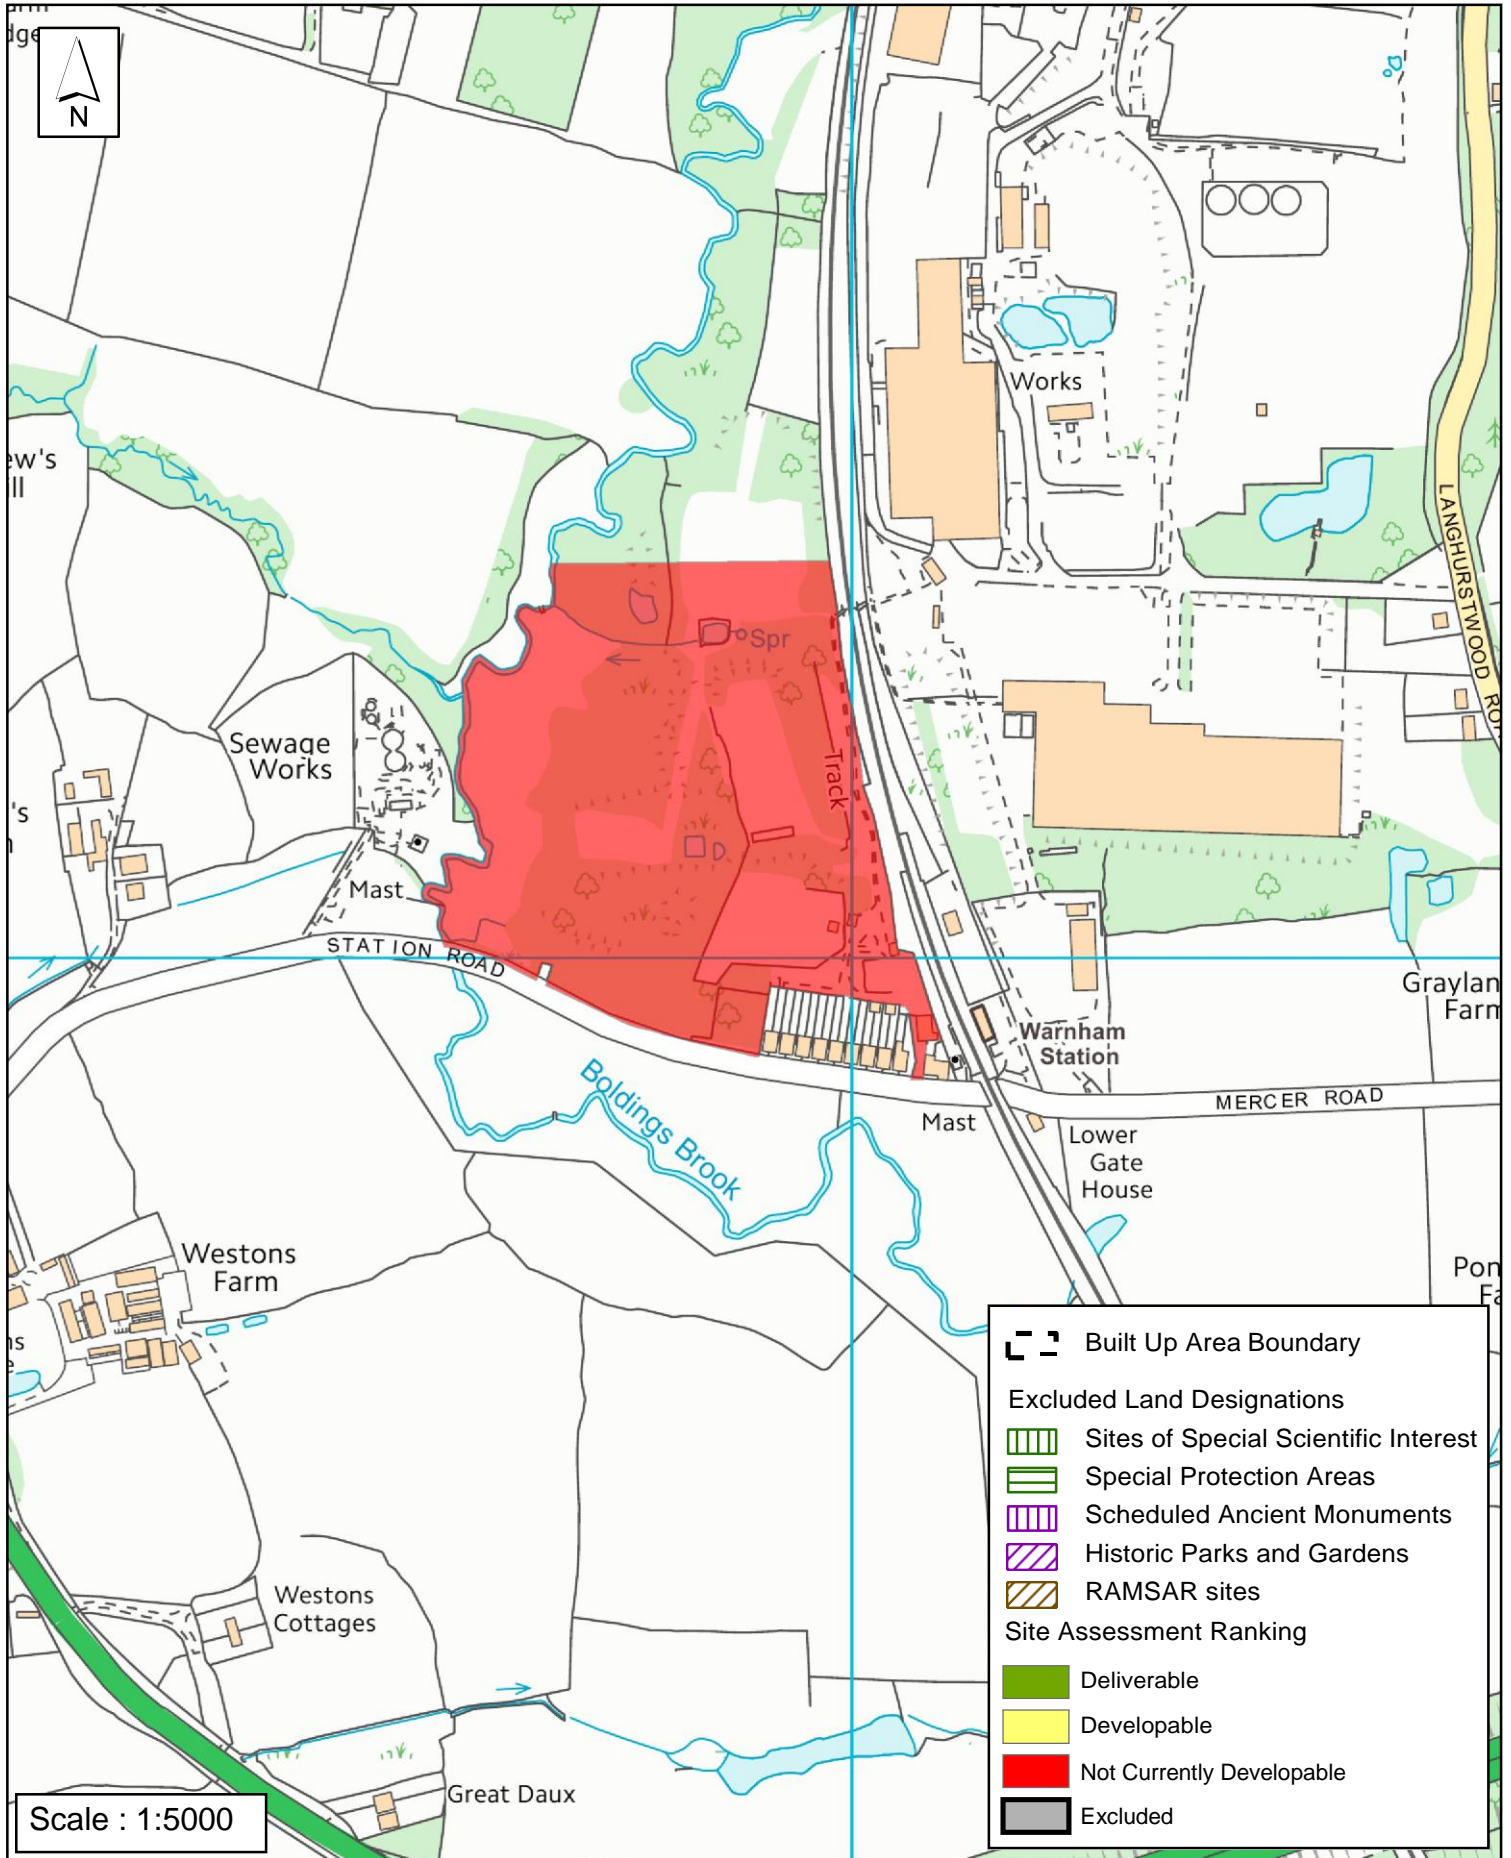 N
Works
LANGHURSTWOOD
Spr
Track
Sewage
Works
D
Mast
STATION ROAD
Warnham
Station
MERCER ROAD
Mast
Lower
Gate
House
Boldings Brook
Westons
Farm
Westons
Cottages
Great Daux
Scale : 1:5000
Built Up Area Boundary
Excluded Land Designations
Sites of Special Scientific Interest
Special Protection Areas
Scheduled Ancient Monuments
Historic Parks and Gardens
RAMSAR sites
Site Assessment Ranking
Deliverable
Developable
Not Currently Developable
Excluded